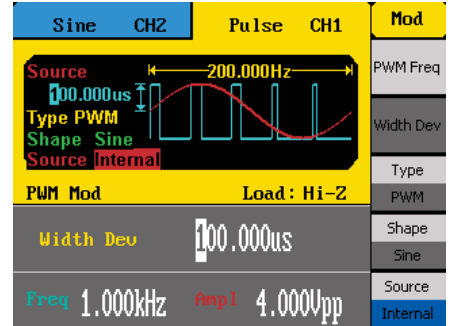 Sine CH2
Pulse CH1
Mod
Source
200.000Hz
100.000us
Type PWM
Shape Sine
Source Internal
PWM Mod
Load: Hi-Z
Width Dev
100.000us
Freq 1.000kHz
Ampl 4.000Vpp
PWM Freq
Width Dev
Type
PWM
Shape
Sine
Source
Internal